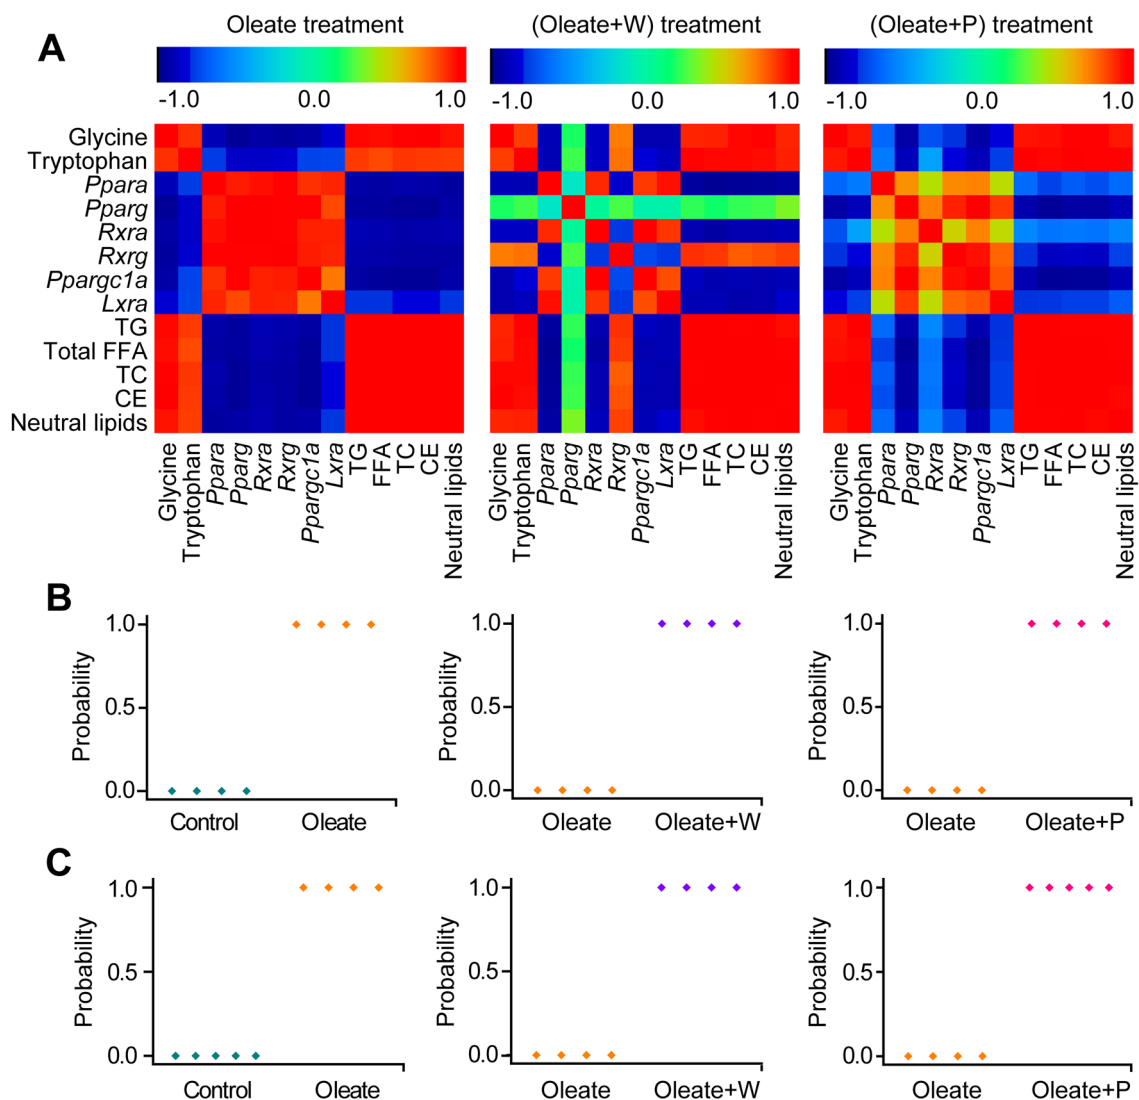 A
Oleate treatment
(Oleate+W) treatment
(Oleate+P) treatment
-1.0 0.0 1.0
-1.0 0.0 1.0
-1.0 0.0 1.0
Glycine
Tryptophan
Ppara
Pparg
Rxra
Rxrg
Ppargc1a
Lxra
TG
Total FFA
TC
CE
Neutral lipids
Glycine
Tryptophan
Ppara
Pparg
Rxra
Rxrg
Ppargc1a
Lxra
TG
FFA
TC
CE
Neutral lipids
Glycine
Tryptophan
Ppara
Pparg
Rxra
Rxrg
Ppargc1a
Lxra
TG
FFA
TC
CE
Neutral lipids
Glycine
Tryptophan
Ppara
Pparg
Rxra
Rxrg
Ppargc1a
Lxra
TG
FFA
TC
CE
Neutral lipids
B
Probability
1.0
0.5
0.0
Control Oleate
Probability
1.0
0.5
0.0
Oleate Oleate+W
Probability
1.0
0.5
0.0
Oleate Oleate+P
C
Probability
1.0
0.5
0.0
Control Oleate
Probability
1.0
0.5
0.0
Oleate Oleate+W
Probability
1.0
0.5
0.0
Oleate Oleate+P